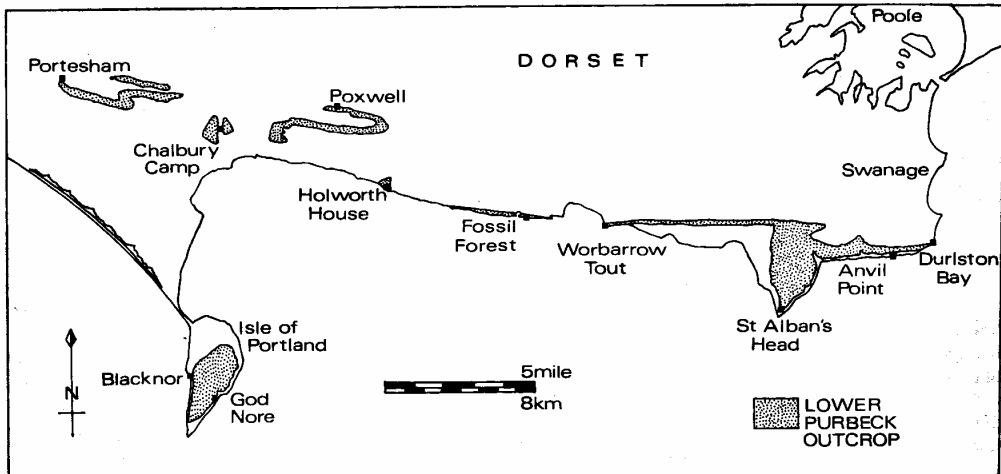 Poole
DORSET
Portesham
Poxwell
Chalbury
Camp
Swanage
Holworth
House
Fossil
Forest
Worbarrow
Tout
Anvil
Point
Durlston
Bay
St Alban's
Head
Isle of
Portland
Blacknor
God
Nore
N
5mile
8km
LOWER
PURBECK
OUTCROP